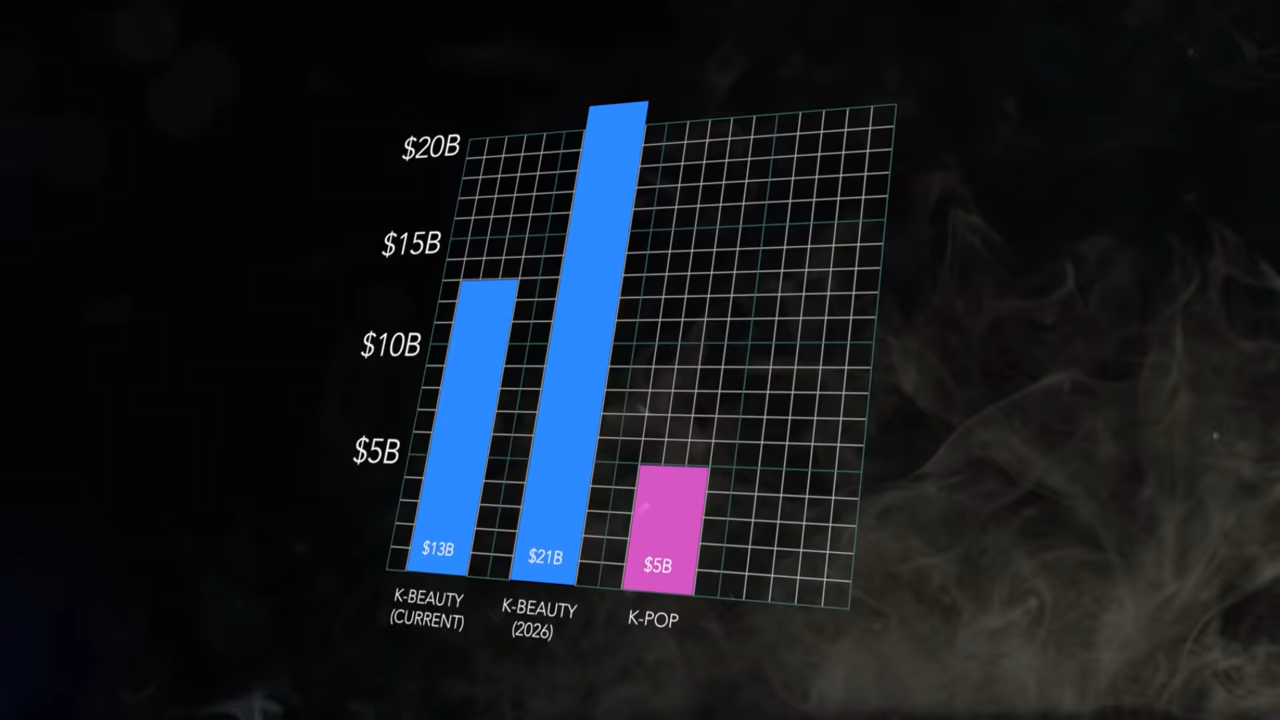 $20B
$15B
$10B
$5B
$13B
$21B
$5B
K-BEAUTY
(CURRENT)
K-BEAUTY
(2026)
K-POP